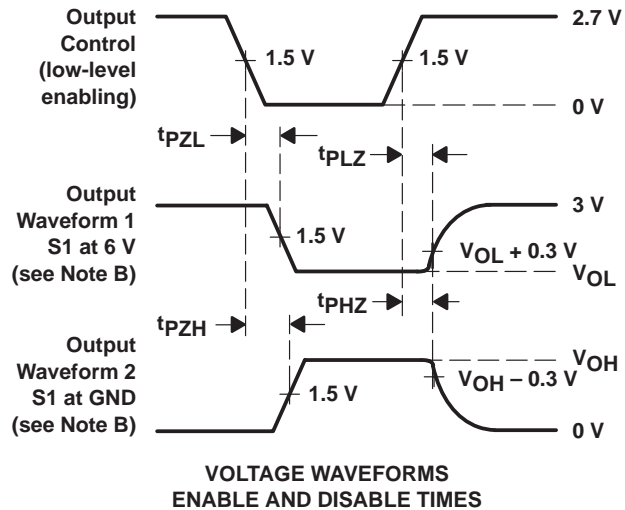 Output
Control
(low-level
enabling)
2.7 V
1.5 V
1.5 V
0 V
tPZL
tPLZ
Output
Waveform 1
S1 at 6 V
(see Note B)
3 V
1.5 V
VOL + 0.3 V
VOL
tPZH
tPHZ
Output
Waveform 2
S1 at GND
(see Note B)
VOH
VOH – 0.3 V
1.5 V
0 V
VOLTAGE WAVEFORMS
ENABLE AND DISABLE TIMES